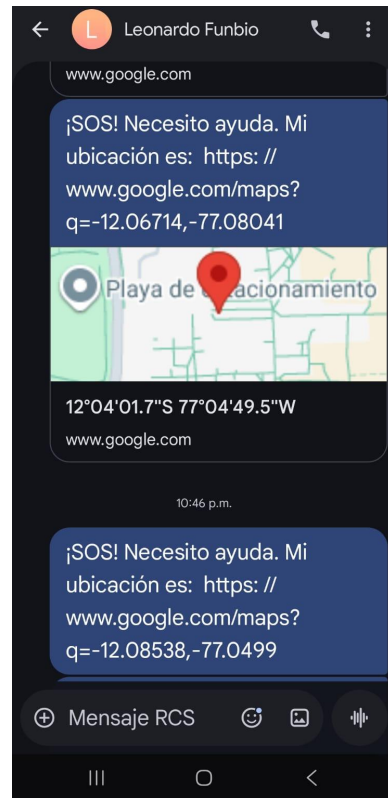 L Leonardo Funbio
www.google.com
¡SOS! Necesito ayuda. Mi
ubicación es: https: //
www.google.com/maps?
q=-12.06714,-77.08041
Playa de estacionamiento
12°04'01.7"S 77°04'49.5"W
www.google.com
10:46 p.m.
¡SOS! Necesito ayuda. Mi
ubicación es: https: //
www.google.com/maps?
q=-12.08538,-77.0499
Mensaje RCS